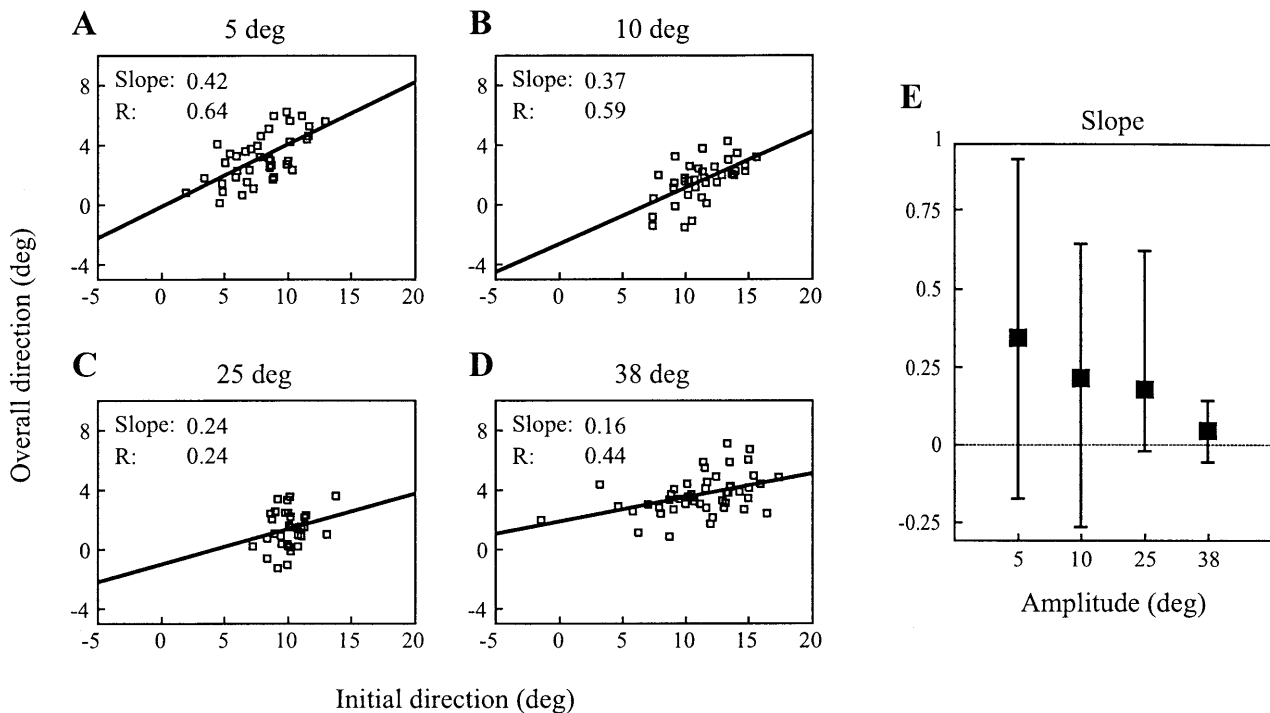 A
5 deg
Slope: 0.42
R: 0.64
8
4
0
-4
-5 0 5 10 15 20
B
10 deg
Slope: 0.37
R: 0.59
8
4
0
-4
-5 0 5 10 15 20
C
25 deg
Slope: 0.24
R: 0.24
8
4
0
-4
-5 0 5 10 15 20
D
38 deg
Slope: 0.16
R: 0.44
8
4
0
-4
-5 0 5 10 15 20
Overall direction (deg)
Initial direction (deg)
E
Slope
1
0.75
0.5
0.25
0
-0.25
5 10 25 38
Amplitude (deg)